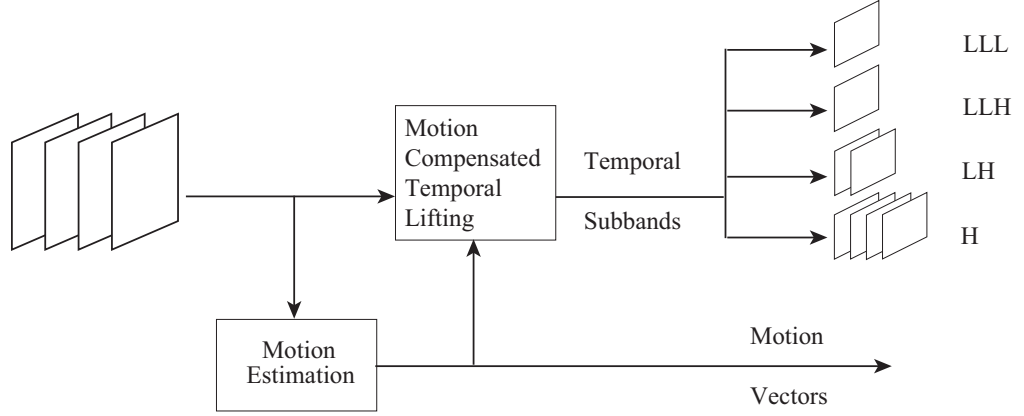 LLL
LLH
Motion
Compensated
Temporal
Lifting
Temporal
Subbands
LH
H
Motion
Estimation
Motion
Vectors